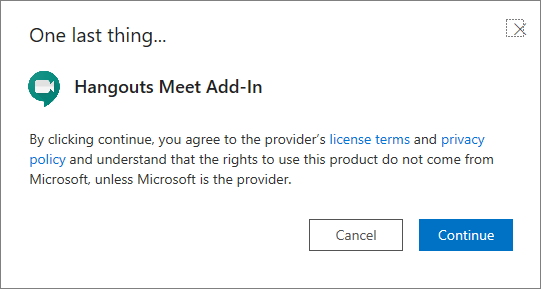 One last thing...
Hangouts Meet Add-In
By clicking continue, you agree to the provider's license terms and privacy
policy and understand that the rights to use this product do not come from
Microsoft, unless Microsoft is the provider.
Cancel
Continue